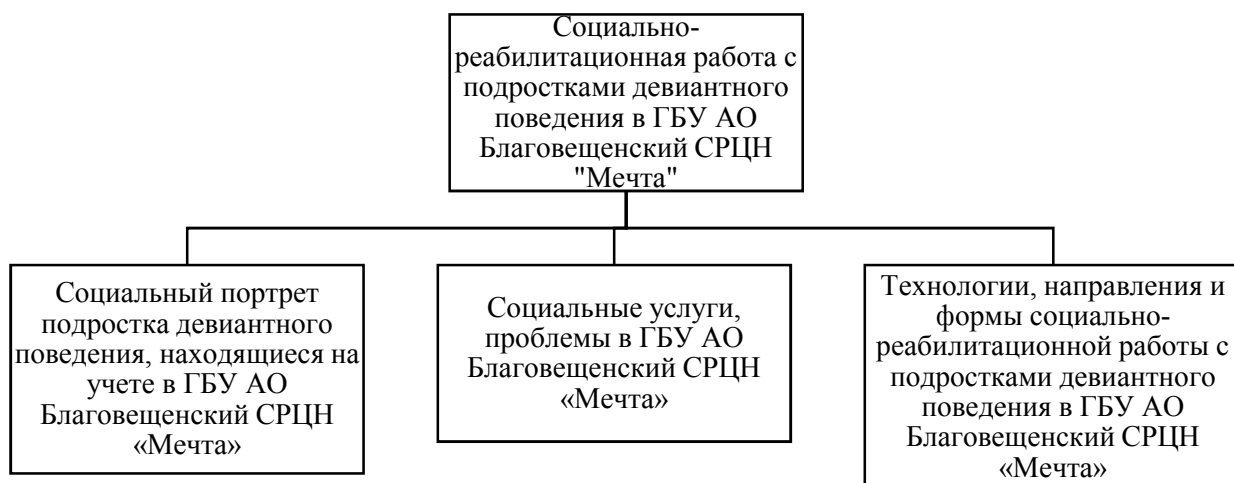 Социально-
реабилитационная работа с
подростками девиантного
поведения в ГБУ АО
Благовещенский СРЦН
"Мечта"
Социальный портрет
подростка девиантного
поведения, находящиеся на
учете в ГБУ АО
Благовещенский СРЦН
«Мечта»
Социальные услуги,
проблемы в ГБУ АО
Благовещенский СРЦН
«Мечта»
Технологии, направления и
формы социально-
реабилитационной работы с
подростками девиантного
поведения в ГБУ АО
Благовещенский СРЦН
«Мечта»